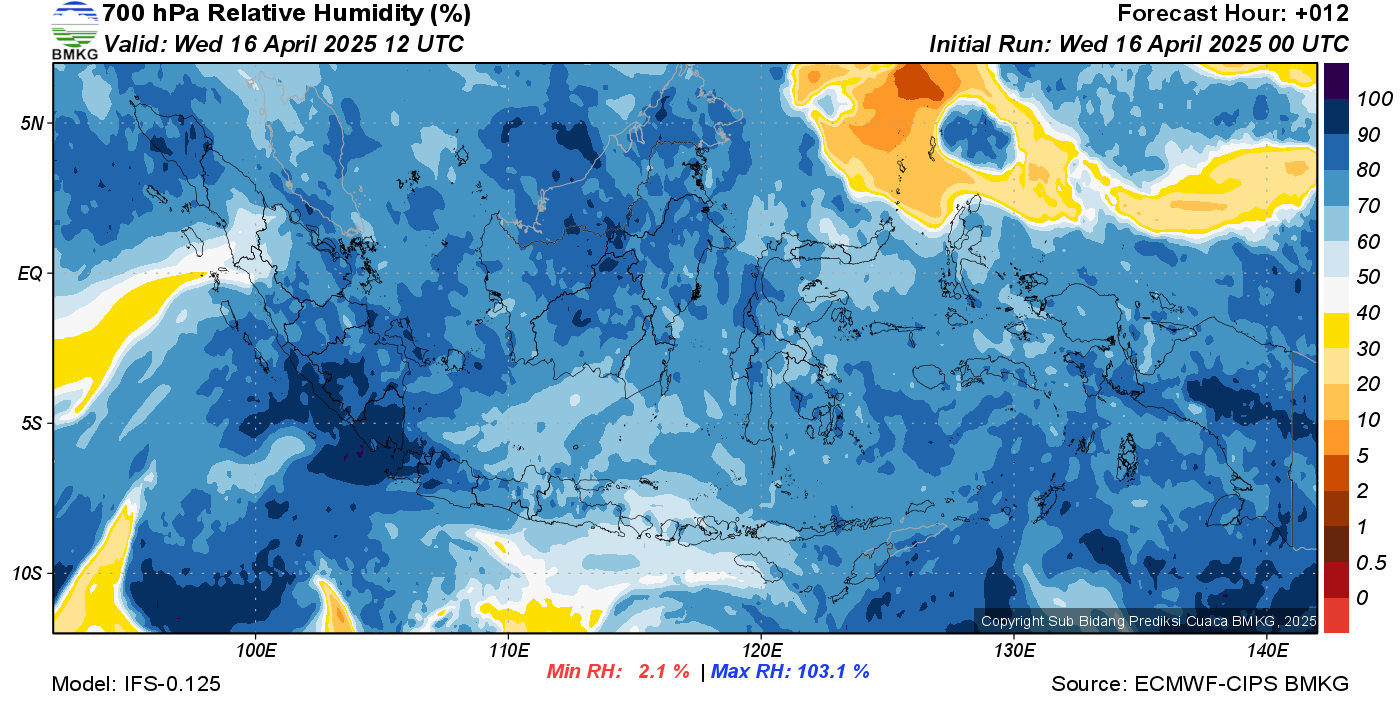 700 hPa Relative Humidity (%)
Forecast Hour: +012
BMKG
Valid: Wed 16 April 2025 12 UTC
Initial Run: Wed 16 April 2025 00 UTC
5N
EQ
5S
10S
100
90
80
70
60
50
40
30
20
10
5
2
1
0.5
0
Copyright Sub Bidang Prediksi Cuaca BMKG, 2025
100E
110E
120E
130E
140E
Min RH: 2.1 % | Max RH: 103.1 %
Model: IFS-0.125
Source: ECMWF-CIPS BMKG